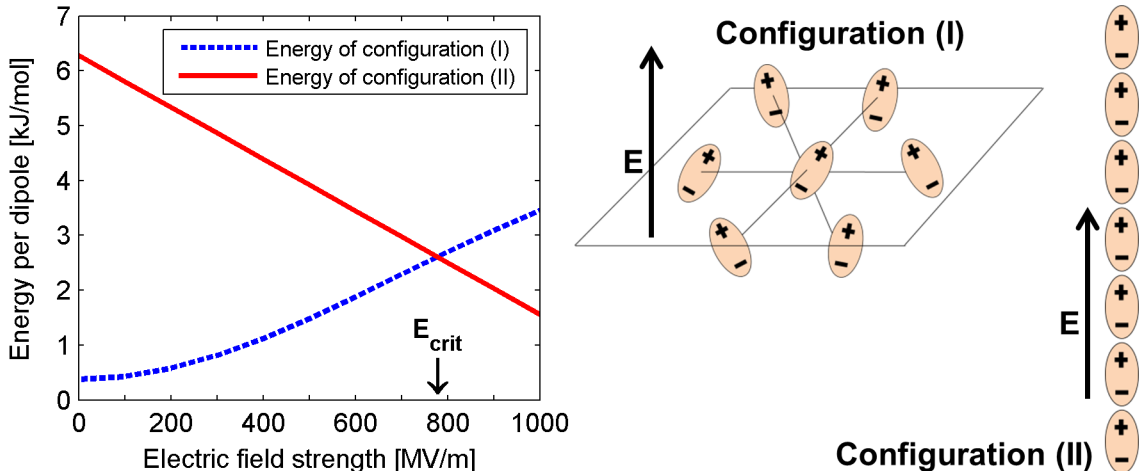 7
6
5
4
3
2
1
0
Energy per dipole [kJ/mol]
Energy of configuration (I)
Energy of configuration (II)
E_crit
0 200 400 600 800 1000
Electric field strength [MV/m]
Configuration (I)
E
+ −
+ −
+ −
+ −
+ −
+ −
+ −
E
+
−
+
−
+
−
+
−
+
−
+
−
+
−
Configuration (II)